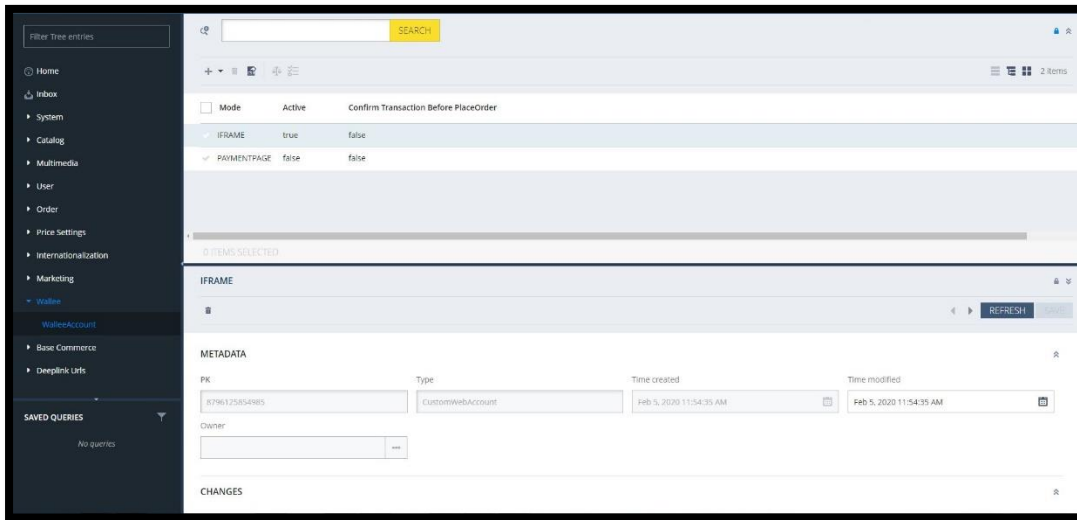 Filter Tree entries
Home
Inbox
System
Catalog
Multimedia
User
Order
Price Settings
Internationalization
Marketing
Wallee
WalleeAccount
Base Commerce
Deeplink Urls
SAVED QUERIES
No queries
SEARCH
2 items
Mode Active Confirm Transaction Before PlaceOrder
IFRAME true false
PAYMENTPAGE false false
0 ITEMS SELECTED
IFRAME
REFRESH SAVE
METADATA
PK Type Time created Time modified
8796125854985 CustomWebAccount Feb 5, 2020 11:54:35 AM Feb 5, 2020 11:54:35 AM
Owner
CHANGES